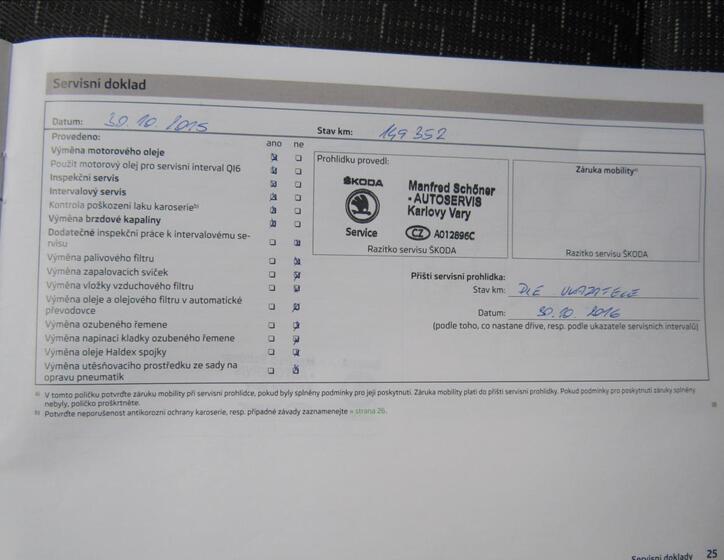 Servisní doklad
Datum: 30.10.2015
Stav km: 149 352
Provedeno:
ano ne
Výměna motorového oleje
Použit motorový olej pro servisní interval QI6
Inspekční servis
Intervalový servis
Kontrola poškození laku karoserieb)
Výměna brzdové kapaliny
Dodatečné inspekční práce k intervalovému se-
rvisu
Výměna palivového filtru
Výměna zapalovacích svíček
Výměna vložky vzduchového filtru
Výměna oleje a olejového filtru v automatické
převodovce
Výměna ozubeného řemene
Výměna napínací kladky ozubeného řemene
Výměna oleje Haldex spojky
Výměna utěsňovacího prostředku ze sady na
opravu pneumatik
Prohlídku provedl:
ŠKODA
Service
Manfred Schöner
- AUTOSERVIS
Karlovy Vary
CZ A012896C
Razítko servisu ŠKODA
Záruka mobilitya)
Razítko servisu ŠKODA
Příští servisní prohlídka:
Stav km: DLE UKAZATELE
Datum: 30.10.2016
(podle toho, co nastane dříve, resp. podle ukazatele servisních intervalů)
a) V tomto políčku potvrďte záruku mobility při servisní prohlídce, pokud byly splněny podmínky pro její poskytnutí. Záruka mobility platí do příští servisní prohlídky. Pokud podmínky pro poskytnutí záruky splněny
nebyly, políčko proškrtněte.
b) Potvrďte neporušenost antikorozní ochrany karoserie, resp. případné závady zaznamenejte » strana 26.
Servisní doklady 25